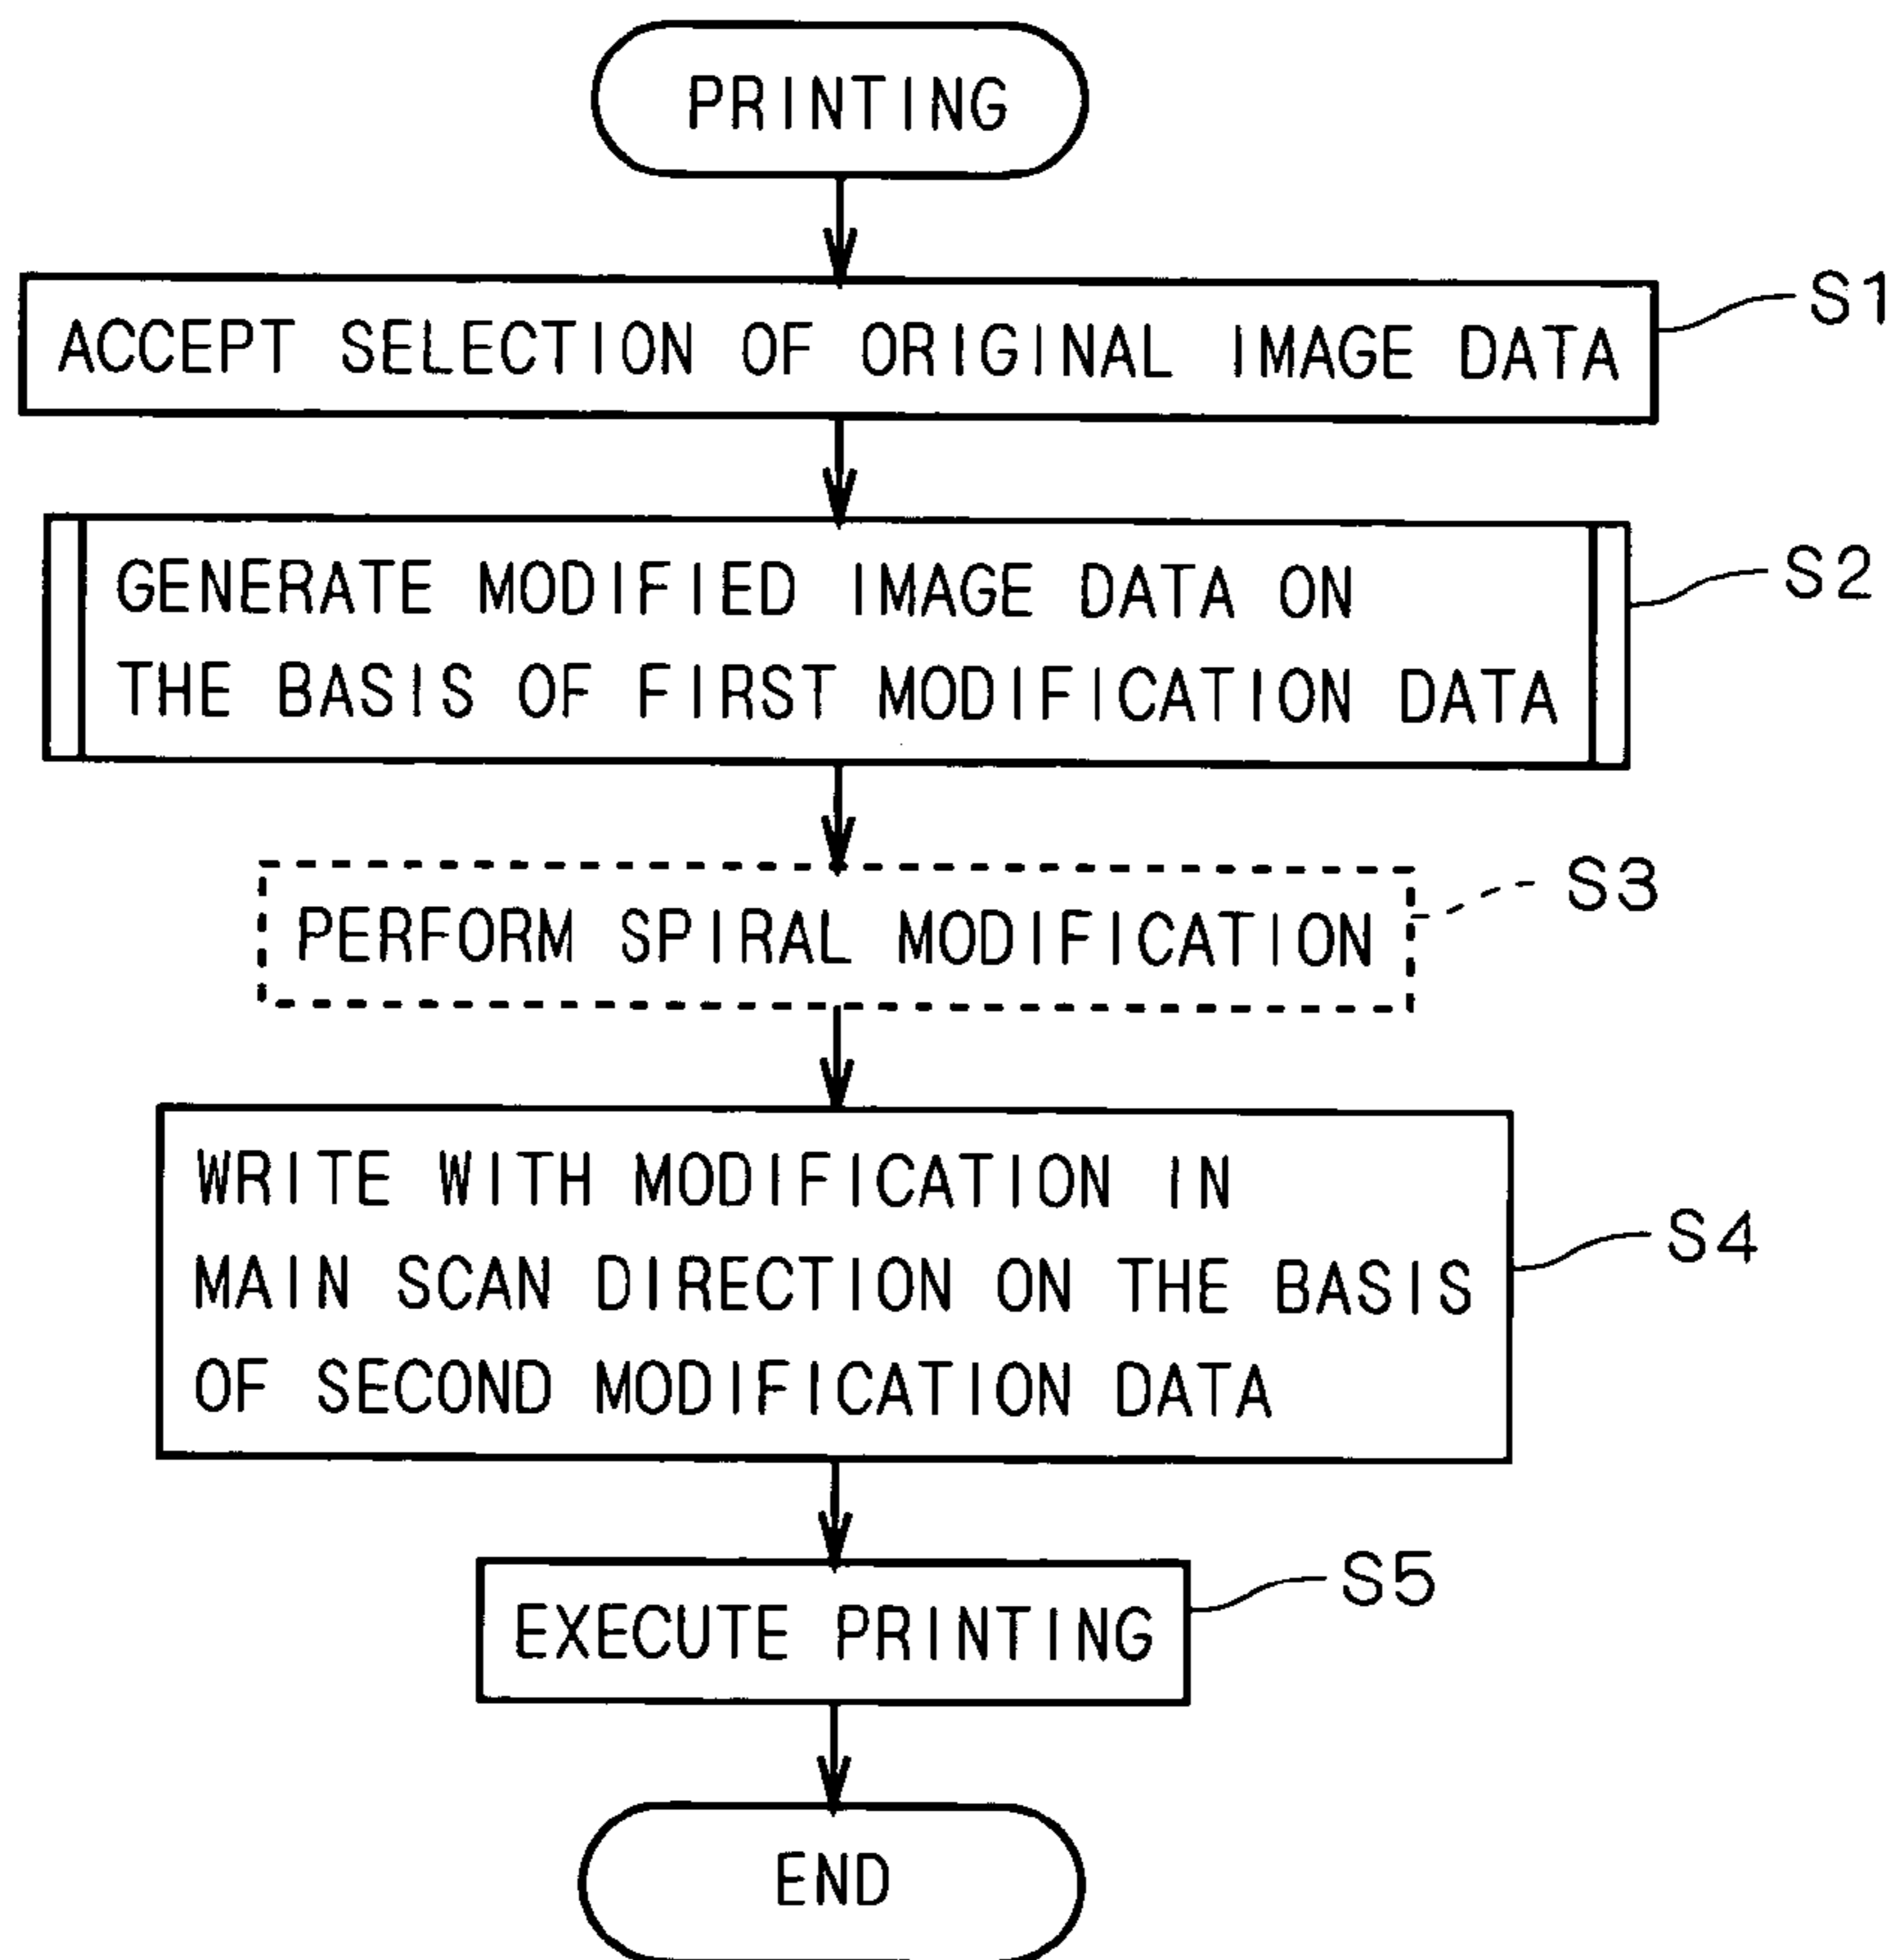 PRINTING
ACCEPT SELECTION OF ORIGINAL IMAGE DATA
S1
GENERATE MODIFIED IMAGE DATA ON
THE BASIS OF FIRST MODIFICATION DATA
S2
PERFORM SPIRAL MODIFICATION
S3
WRITE WITH MODIFICATION IN
MAIN SCAN DIRECTION ON THE BASIS
OF SECOND MODIFICATION DATA
S4
EXECUTE PRINTING
S5
END